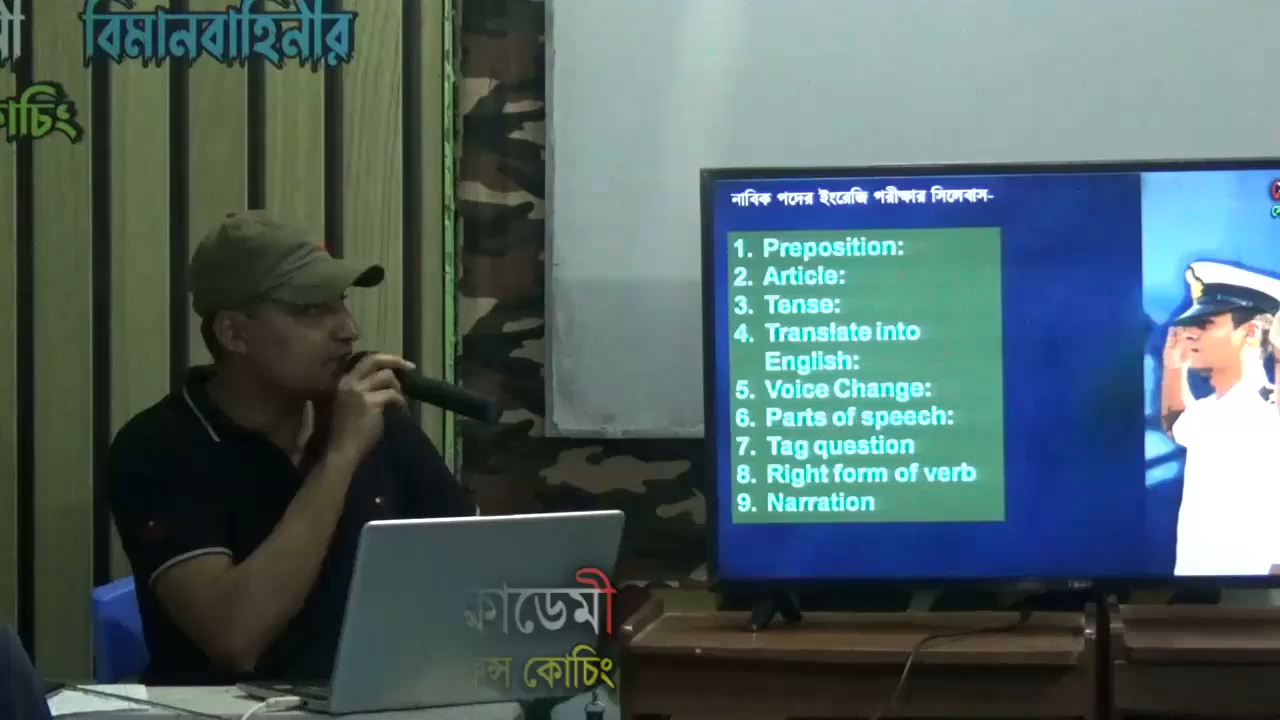 বিমানবাহিনীর
নাবিক পদের ইংরেজি পরীক্ষার সিলেবাস-
1. Preposition:
2. Article:
3. Tense:
4. Translate into
English:
5. Voice Change:
6. Parts of speech:
7. Tag question
8. Right form of verb
9. Narration
কোচিং